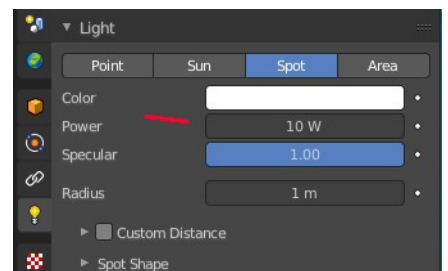 Light
Point Sun Spot Area
Color
Power 10 W
Specular 1.00
Radius 1 m
Custom Distance
Spot Shape